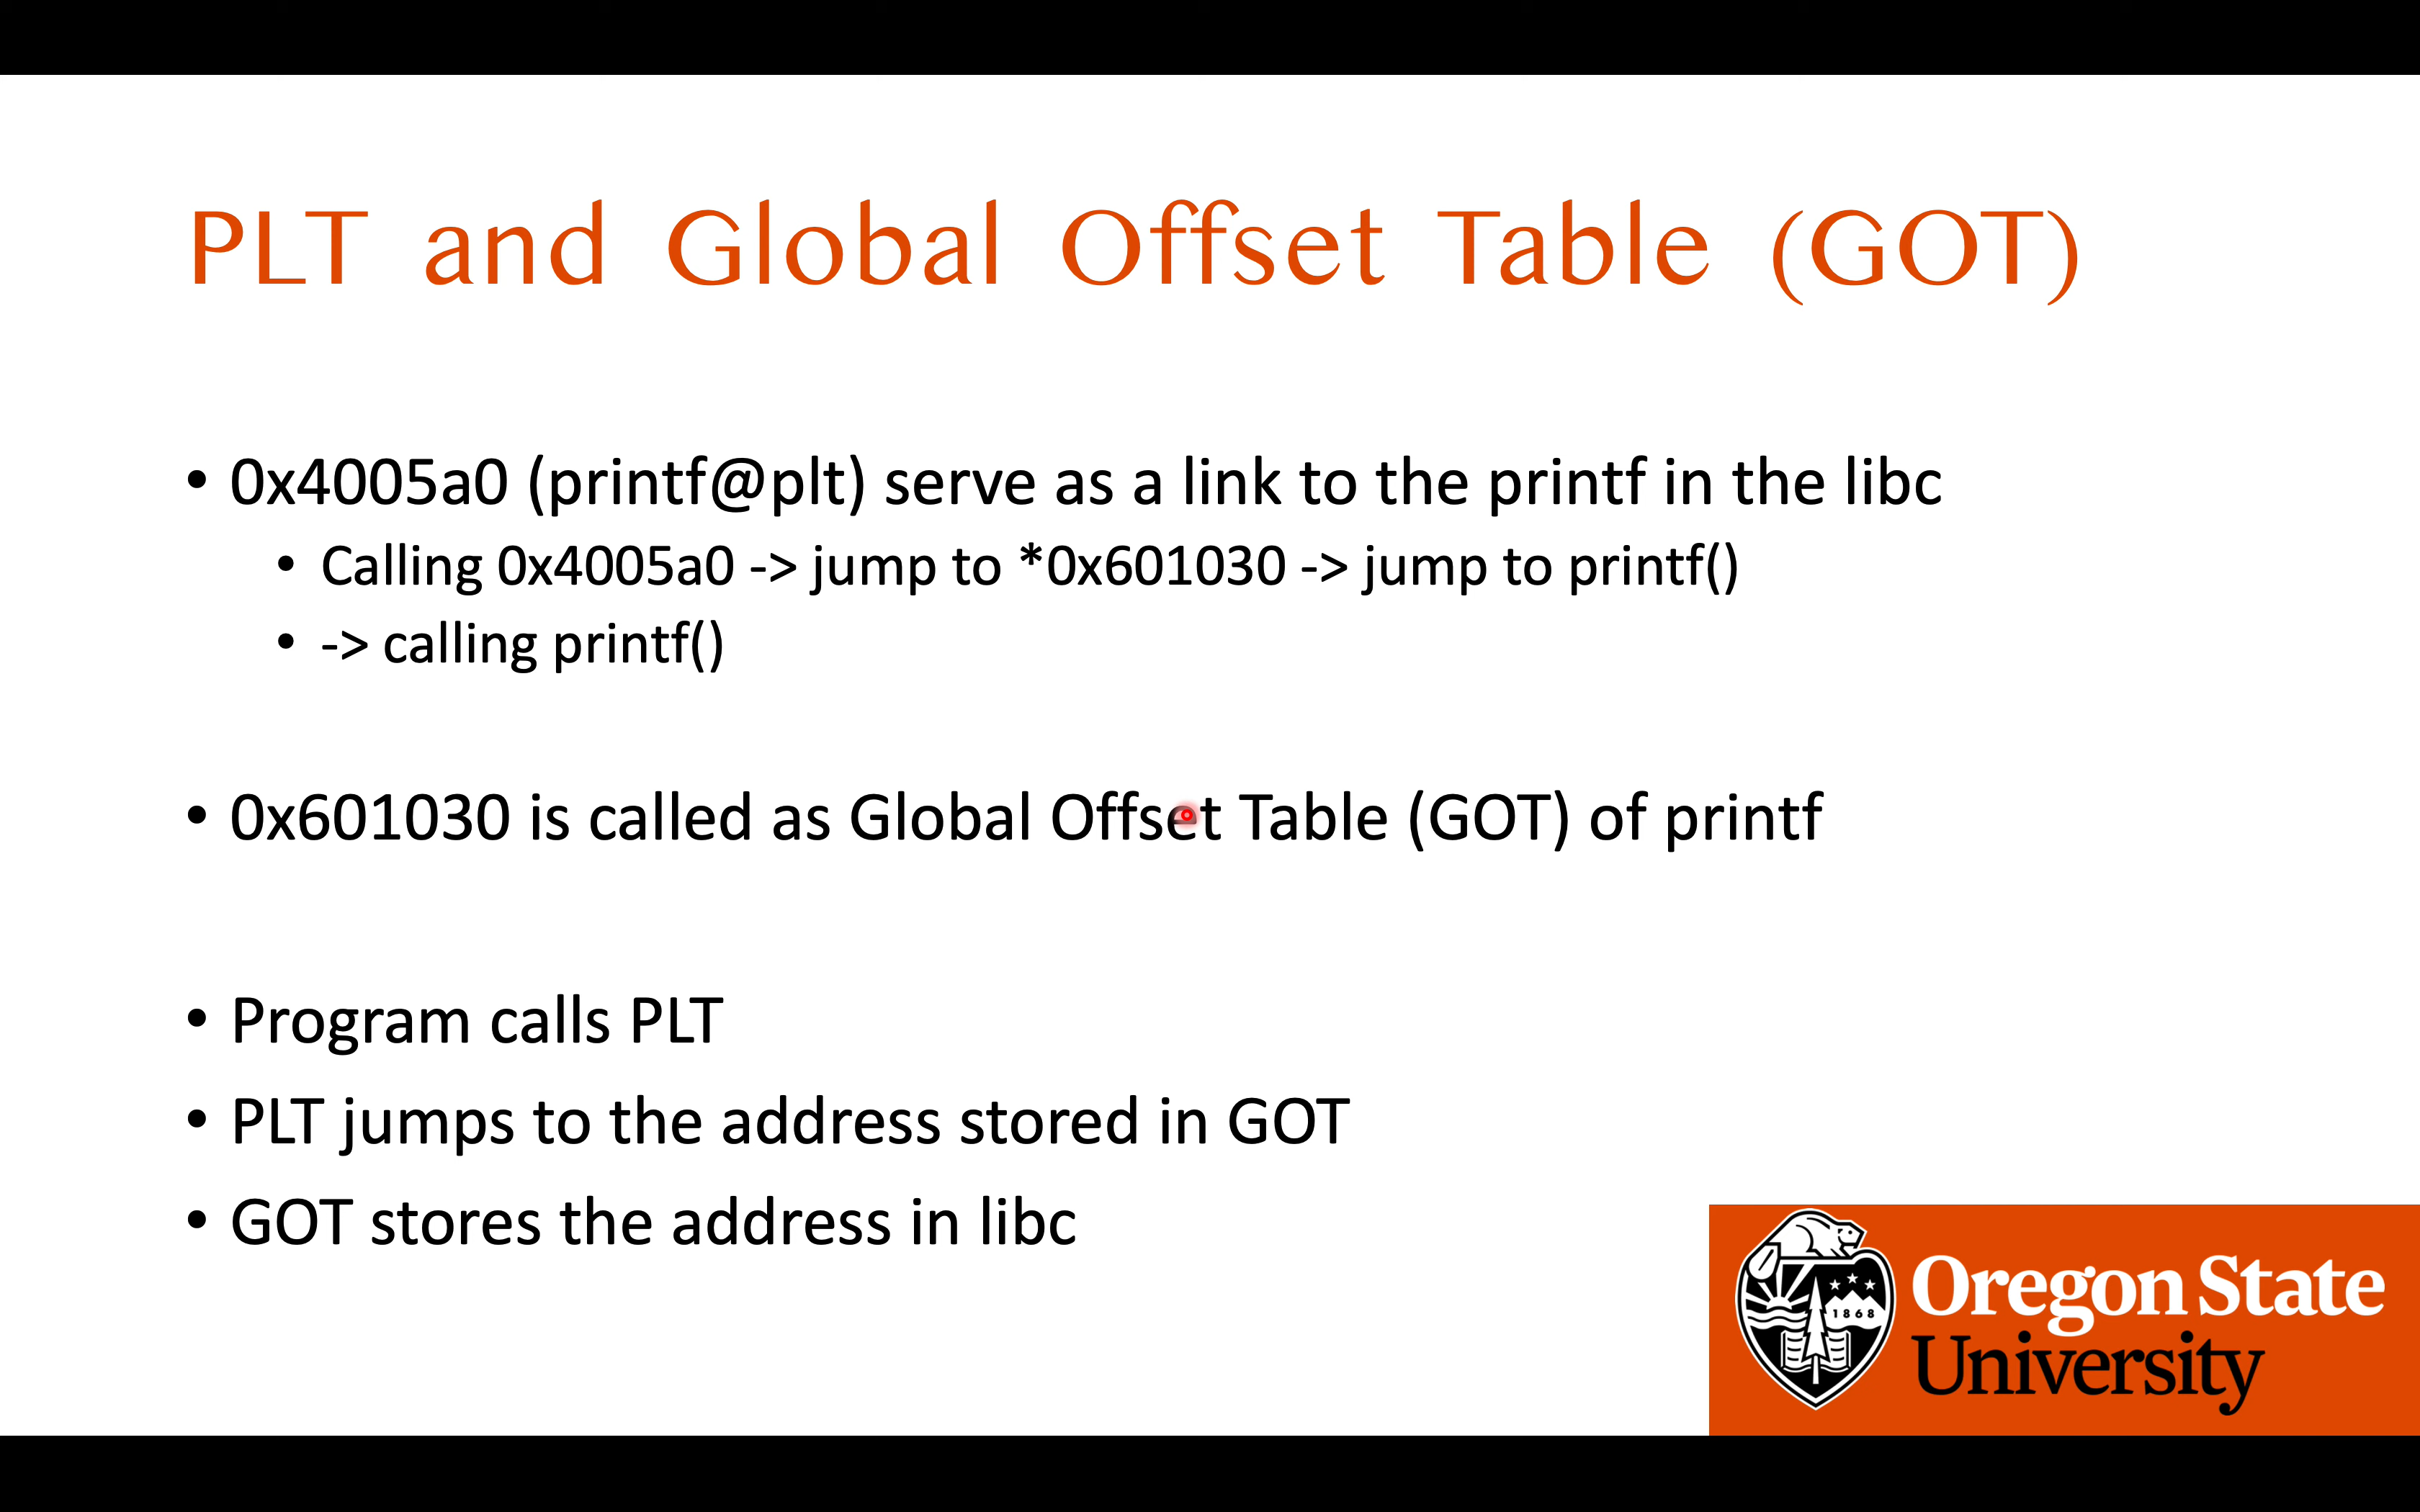 PLT and Global Offset Table (GOT)
• 0x4005a0 (printf@plt) serve as a link to the printf in the libc
• Calling 0x4005a0 -> jump to *0x601030 -> jump to printf()
• -> calling printf()
• 0x601030 is called as Global Offset Table (GOT) of printf
• Program calls PLT
• PLT jumps to the address stored in GOT
• GOT stores the address in libc
1868
Oregon State
University